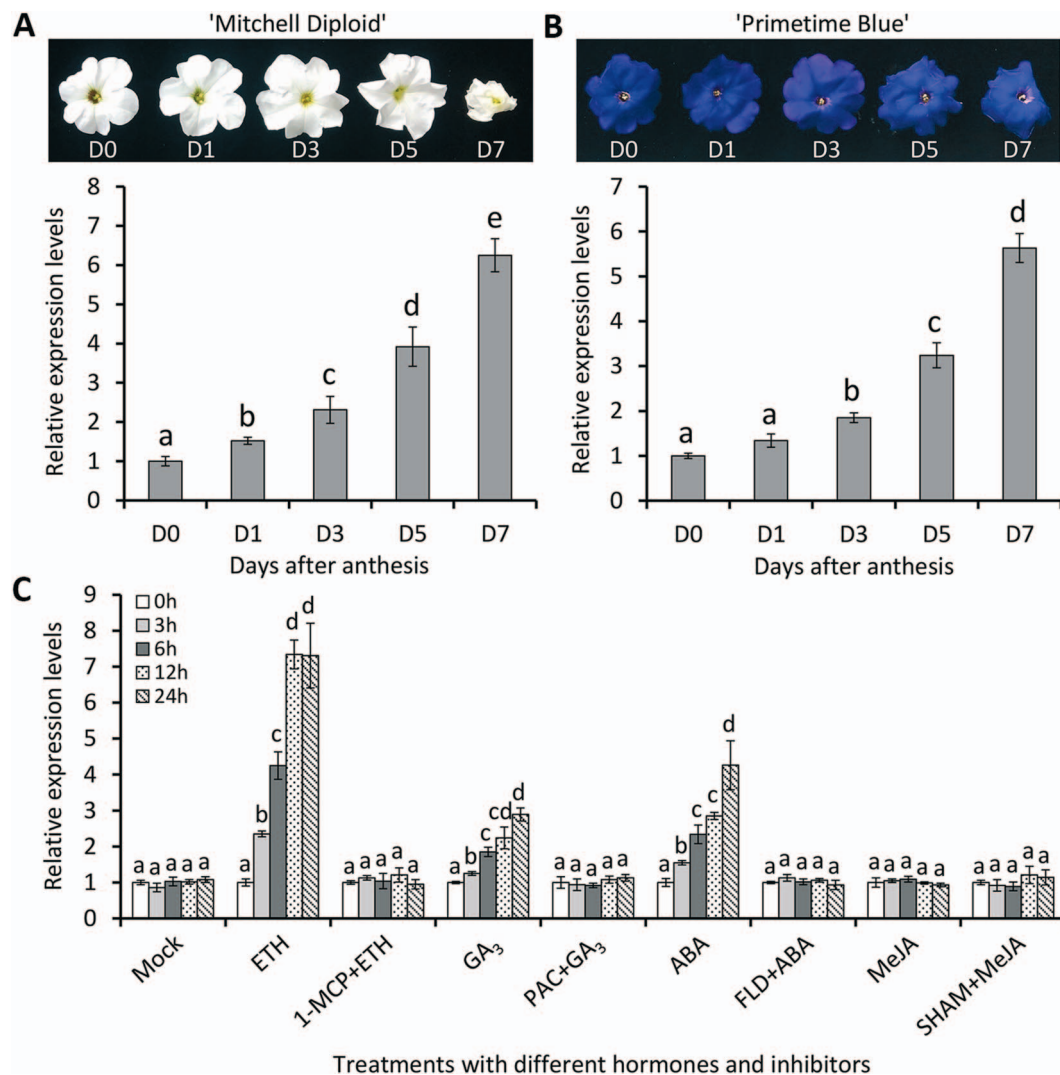 A
'Mitchell Diploid'
D0 D1 D3 D5 D7
Relative expression levels
8
7
6
5
4
3
2
1
0
a
b
c
d
e
D0 D1 D3 D5 D7
Days after anthesis
B
'Primetime Blue'
D0 D1 D3 D5 D7
Relative expression levels
7
6
5
4
3
2
1
0
a
a
b
c
d
D0 D1 D3 D5 D7
Days after anthesis
C
Relative expression levels
9
8
7
6
5
4
3
2
1
0
0h
3h
6h
12h
24h
a a a a a
a b c d d
a a a a a
a b c cd d
a a a a a
a b c c d
a a a a a
a a a a a
a a a a a
Mock
ETH
1-MCP+ETH
GA₃
PAC+GA₃
ABA
FLD+ABA
MeJA
SHAM+MeJA
Treatments with different hormones and inhibitors